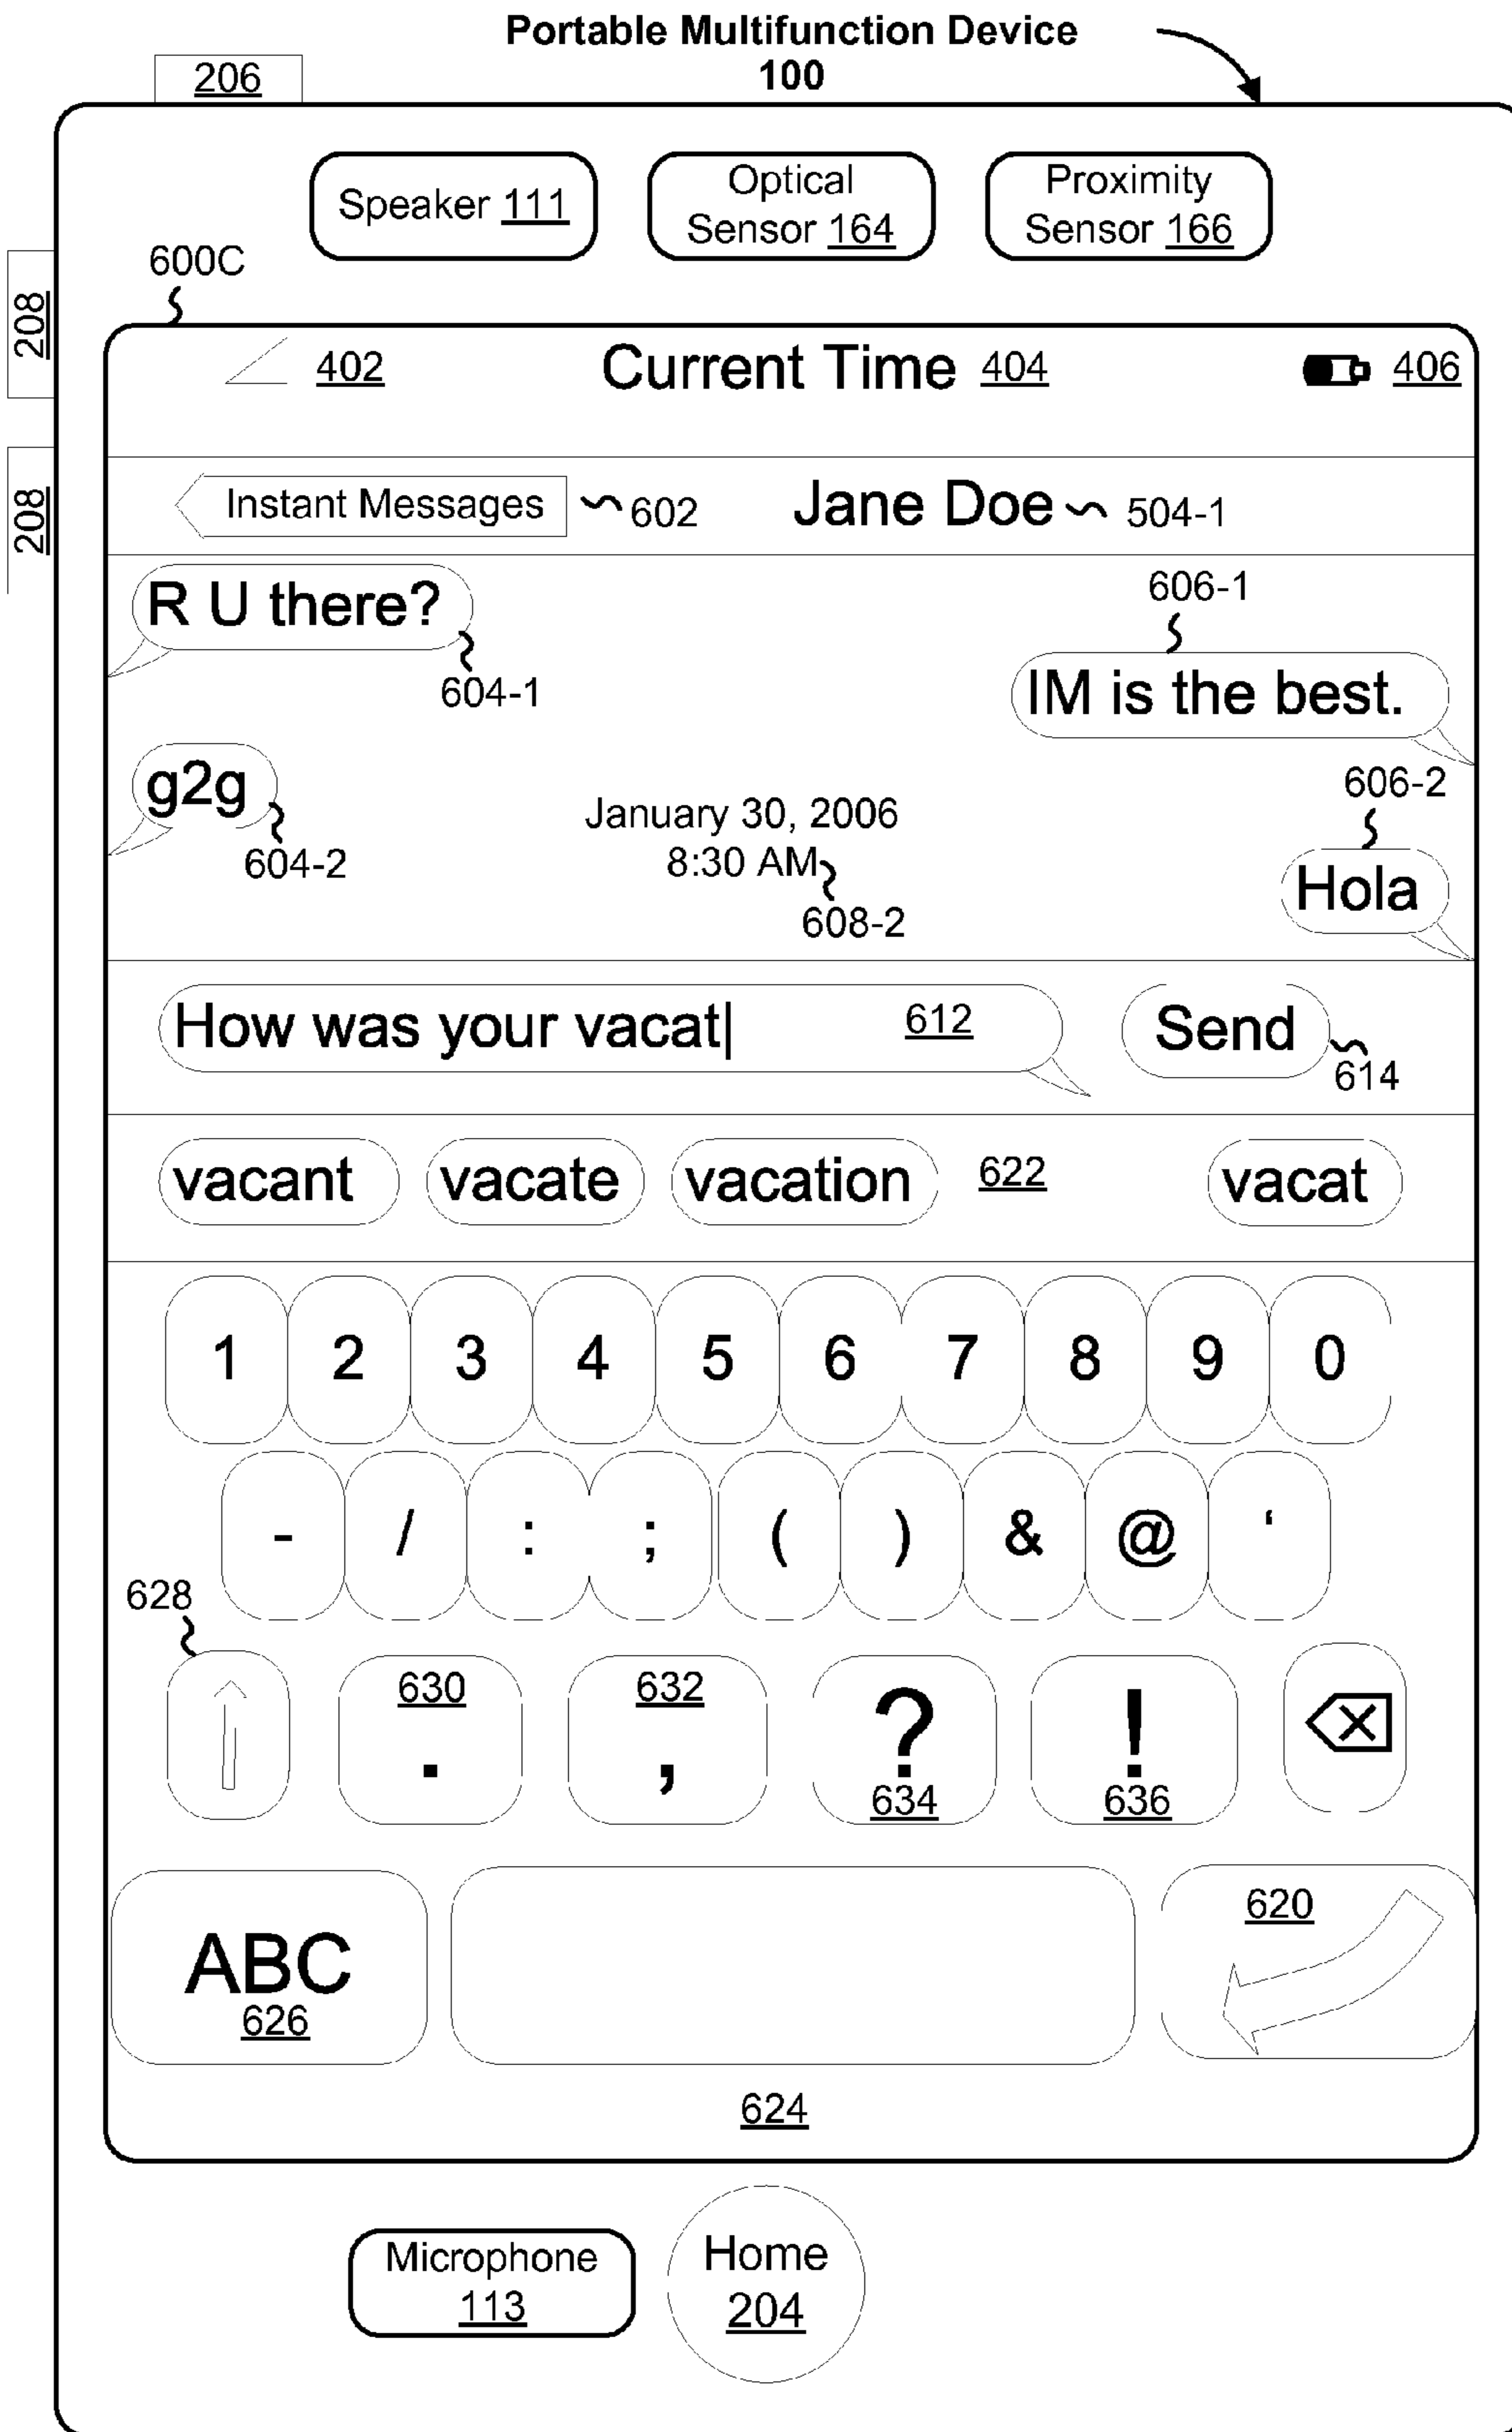 Portable Multifunction Device
100
206
Speaker 111
Optical
Sensor 164
Proximity
Sensor 166
600C
208
402
Current Time 404
406
208
Instant Messages
602
Jane Doe
504-1
R U there?
604-1
606-1
IM is the best.
g2g
604-2
January 30, 2006
8:30 AM
608-2
606-2
Hola
How was your vacat
612
Send
614
vacant
vacate
vacation
622
vacat
1 2 3 4 5 6 7 8 9 0
- / : ; ( ) & @ ‘
628
630
.
632
,
?
634
!
636
ABC
626
620
624
Microphone
113
Home
204